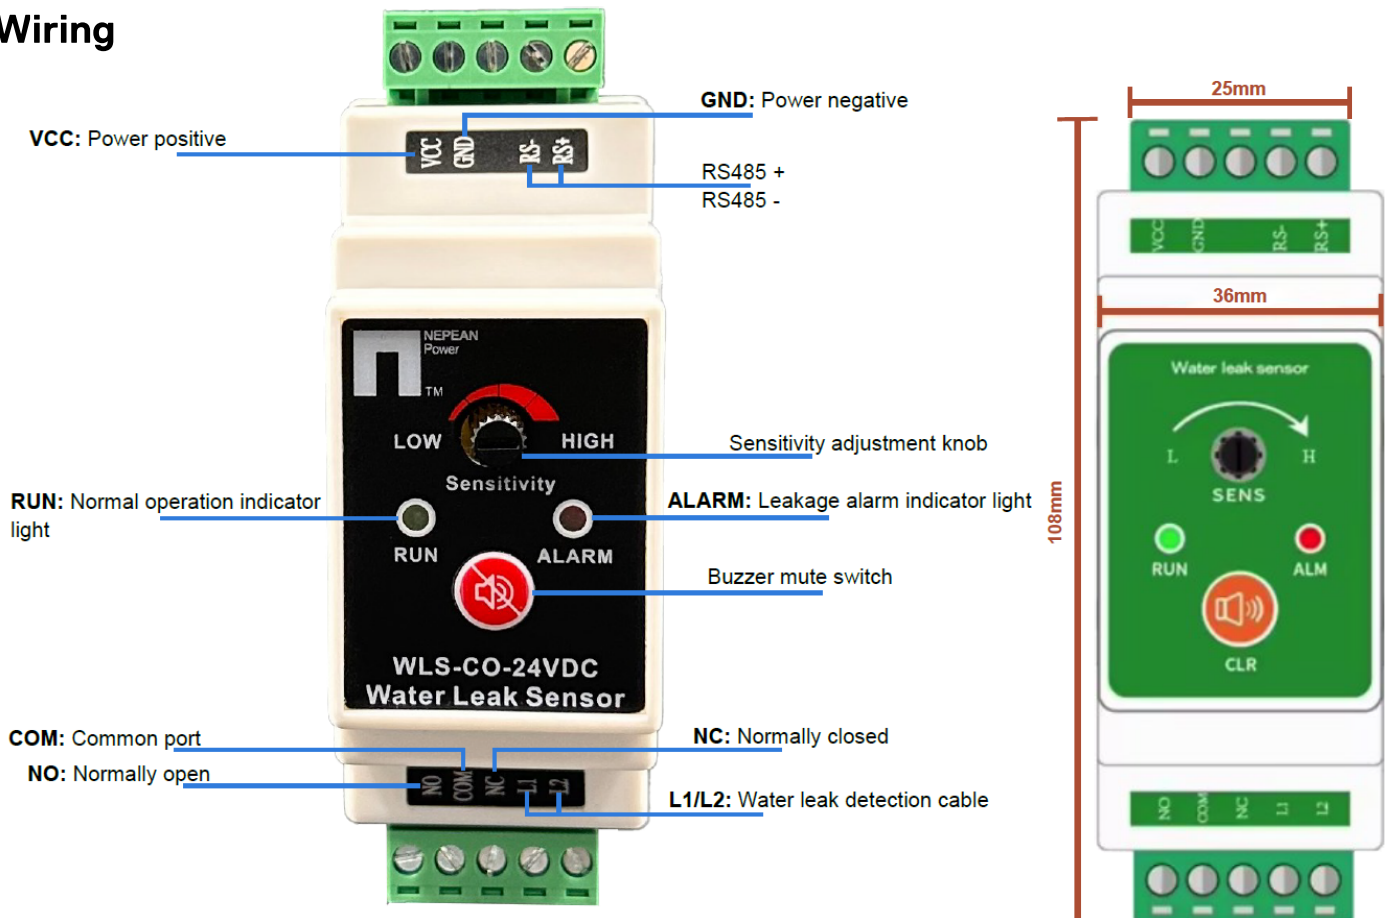 Wiring
GND: Power negative
VCC: Power positive
VCC
GND
RS-
RS+
RS485 +
RS485 -
NEPEAN
Power
TM
LOW
HIGH
Sensitivity
Sensitivity adjustment knob
RUN: Normal operation indicator
light
ALARM: Leakage alarm indicator light
RUN
ALARM
Buzzer mute switch
WLS-CO-24VDC
Water Leak Sensor
COM: Common port
NC: Normally closed
NO: Normally open
NO
COM
NC
L1
L2
L1/L2: Water leak detection cable
25mm
VCC
GND
RS-
RS+
36mm
108mm
Water leak sensor
L
H
SENS
RUN
ALM
CLR
NO
COM
NC
L1
L2